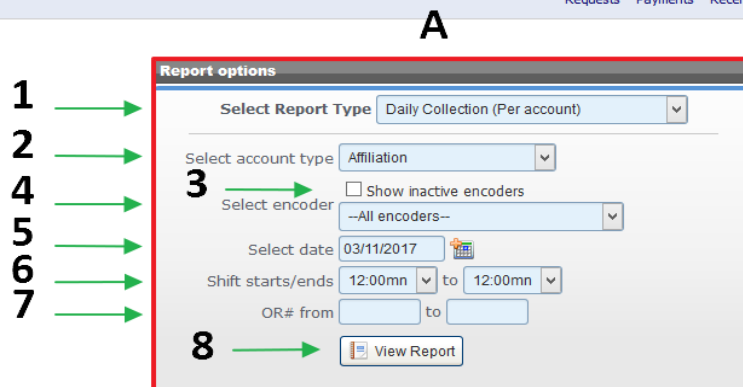 Requests Payments
A
Report options
1 Select Report Type Daily Collection (Per account)
2 Select account type Affiliation
3 Show inactive encoders
4 Select encoder --All encoders--
5 Select date 03/11/2017
6 Shift starts/ends 12:00mn to 12:00mn
7 OR# from to
8 View Report